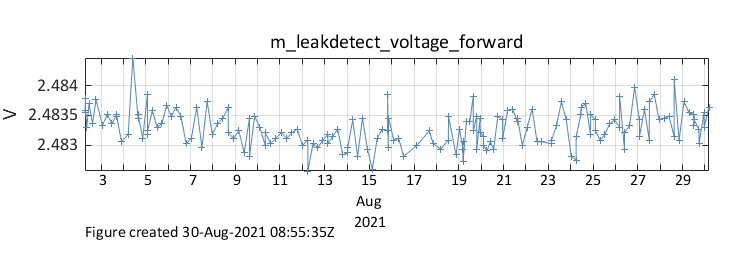 m_leakdetect_voltage_forward
2.484
2.4835
2.483
V
3 5 7 9 11 13 15 17 19 21 23 25 27 29
Aug
2021
Figure created 30-Aug-2021 08:55:35Z